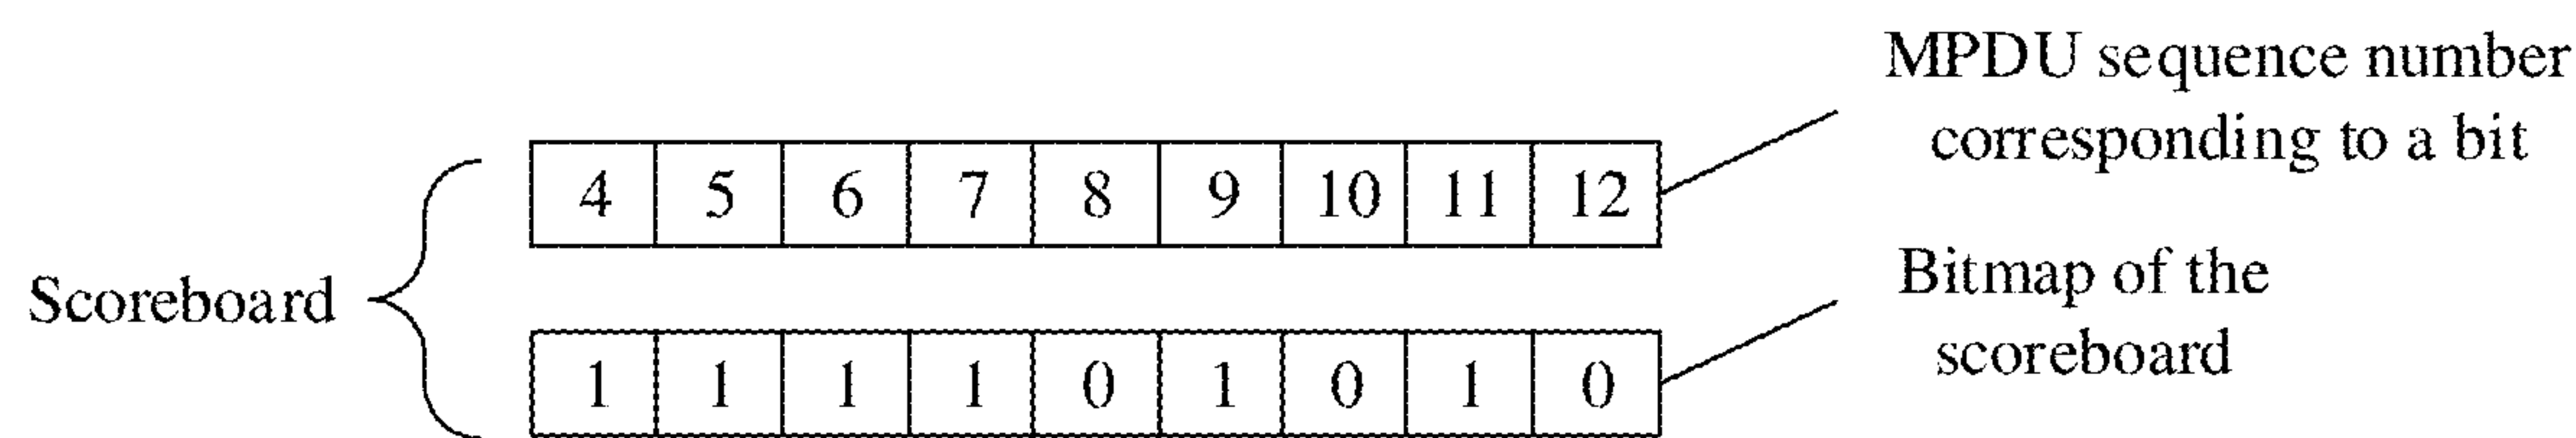 MPDU sequence number
corresponding to a bit
4 5 6 7 8 9 10 11 12
Scoreboard
Bitmap of the
scoreboard
1 1 1 1 0 1 0 1 0